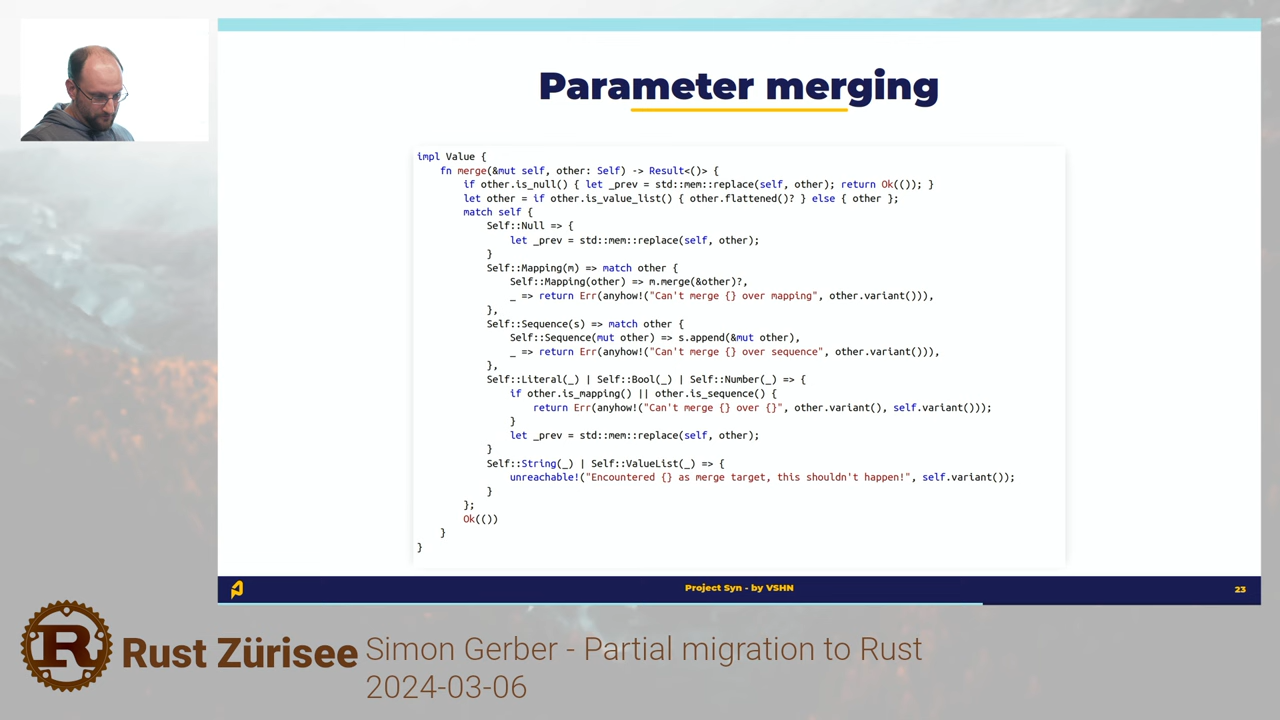 Parameter merging
impl Value {
    fn merge(&mut self, other: Self) -> Result<()> {
        if other.is_null() { let _prev = std::mem::replace(self, other); return Ok(()); }
        let other = if other.is_value_list() { other.flattened()? } else { other };
        match self {
            Self::Null => {
                let _prev = std::mem::replace(self, other);
            }
            Self::Mapping(m) => match other {
                Self::Mapping(other) => m.merge(&other)?,
                _ => return Err(anyhow!("Can't merge {} over mapping", other.variant())),
            },
            Self::Sequence(s) => match other {
                Self::Sequence(mut other) => s.append(&mut other),
                _ => return Err(anyhow!("Can't merge {} over sequence", other.variant())),
            },
            Self::Literal(_) | Self::Bool(_) | Self::Number(_) => {
                if other.is_mapping() || other.is_sequence() {
                    return Err(anyhow!("Can't merge {} over {}", other.variant(), self.variant()));
                }
                let _prev = std::mem::replace(self, other);
            }
            Self::String(_) | Self::ValueList(_) => {
                unreachable!("Encountered {} as merge target, this shouldn't happen!", self.variant());
            }
        };
        Ok(())
    }
}
Project Syn - by VSHN
23
R
Rust Zürisee
Simon Gerber - Partial migration to Rust
2024-03-06